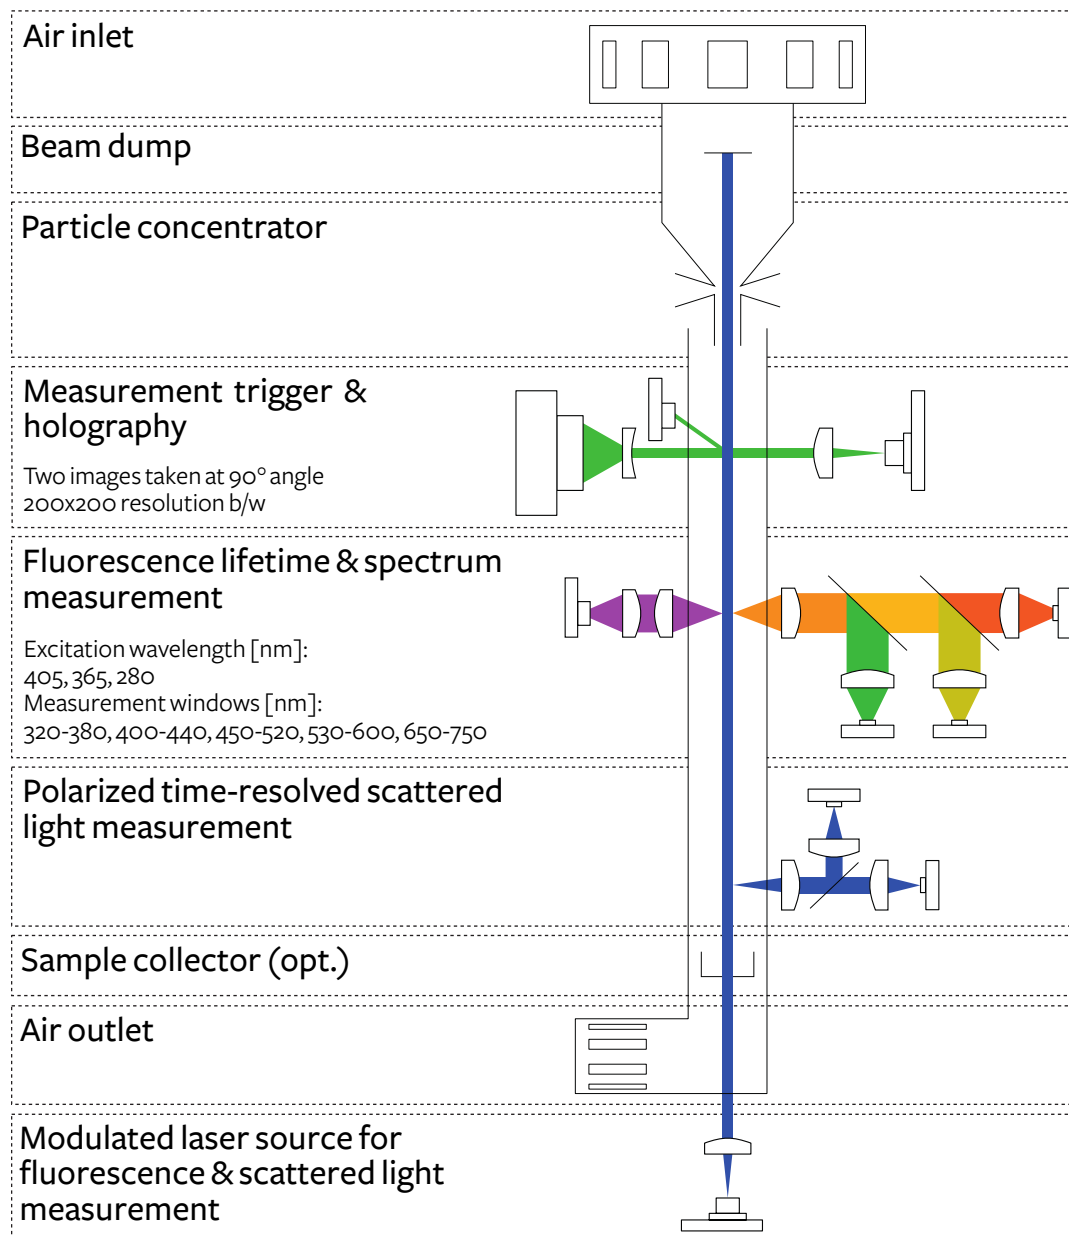 Air inlet
Beam dump
Particle concentrator
Measurement trigger &
holography
Two images taken at 90° angle
200x200 resolution b/w
Fluorescence lifetime & spectrum
measurement
Excitation wavelength [nm]:
405, 365, 280
Measurement windows [nm]:
320-380, 400-440, 450-520, 530-600, 650-750
Polarized time-resolved scattered
light measurement
Sample collector (opt.)
Air outlet
Modulated laser source for
fluorescence & scattered light
measurement